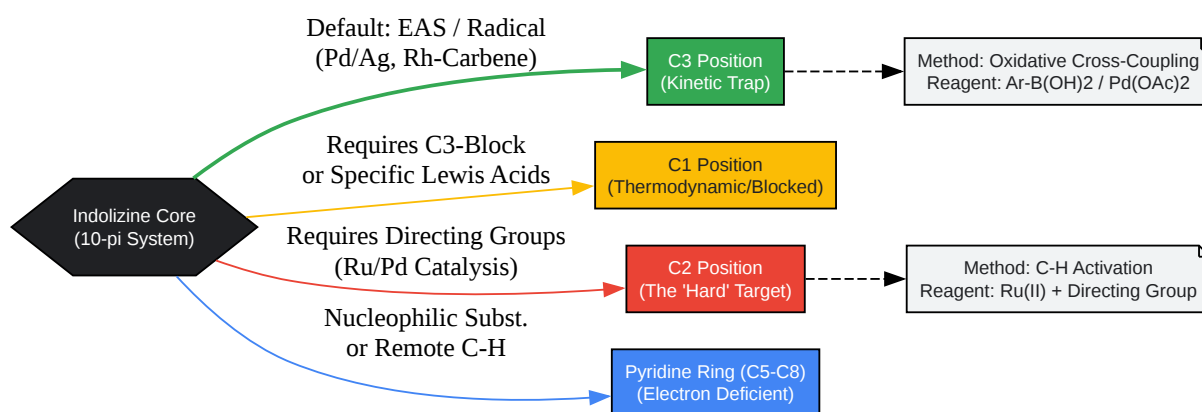 Default: EAS / Radical
(Pd/Ag, Rh-Carbene)
C3 Position
(Kinetic Trap)
Method: Oxidative Cross-Coupling
Reagent: Ar-B(OH)2 / Pd(OAc)2
Requires C3-Block
or Specific Lewis Acids
C1 Position
(Thermodynamic/Blocked)
Indolizine Core
(10-pi System)
Requires Directing Groups
(Ru/Pd Catalysis)
C2 Position
(The 'Hard' Target)
Method: C-H Activation
Reagent: Ru(II) + Directing Group
Nucleophilic Subst.
or Remote C-H
Pyridine Ring (C5-C8)
(Electron Deficient)